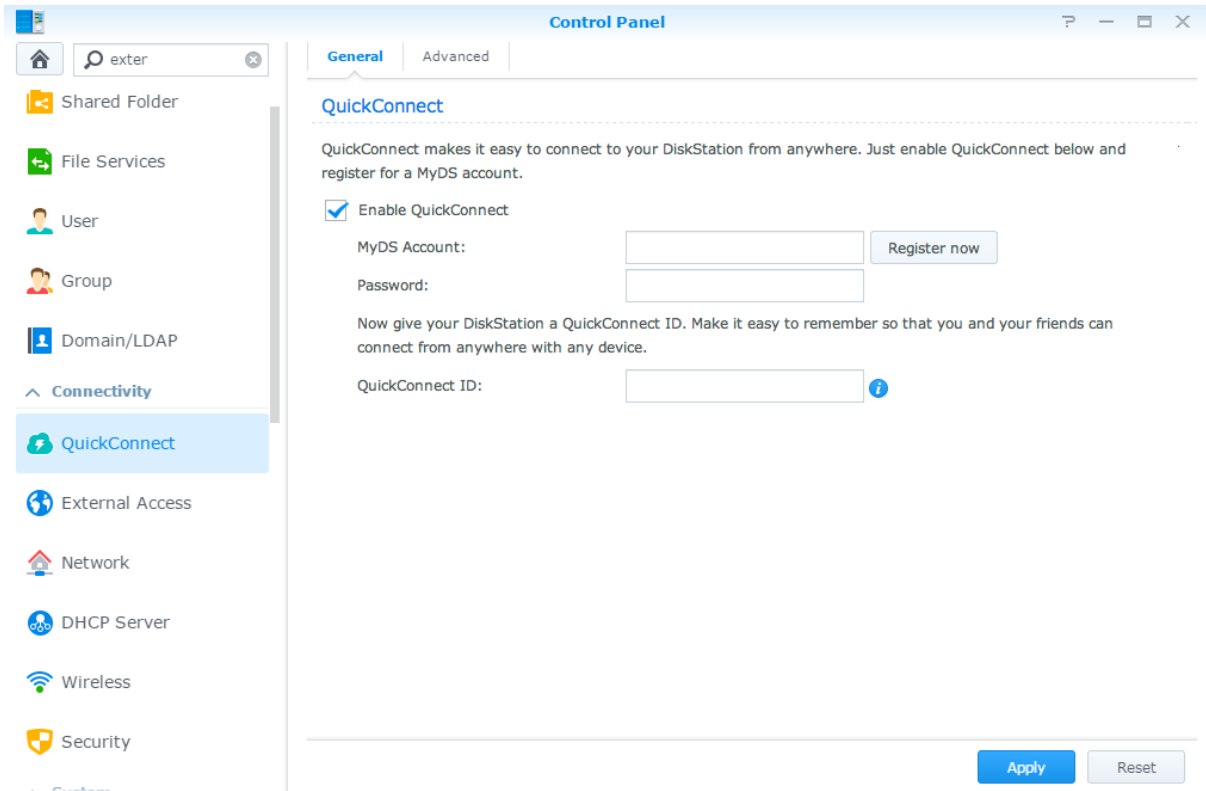 Control Panel
exter
Shared Folder
File Services
User
Group
Domain/LDAP
Connectivity
QuickConnect
External Access
Network
DHCP Server
Wireless
Security
System
General
Advanced
QuickConnect
QuickConnect makes it easy to connect to your DiskStation from anywhere. Just enable QuickConnect below and
register for a MyDS account.
Enable QuickConnect
MyDS Account:
Register now
Password:
Now give your DiskStation a QuickConnect ID. Make it easy to remember so that you and your friends can
connect from anywhere with any device.
QuickConnect ID:
Apply
Reset